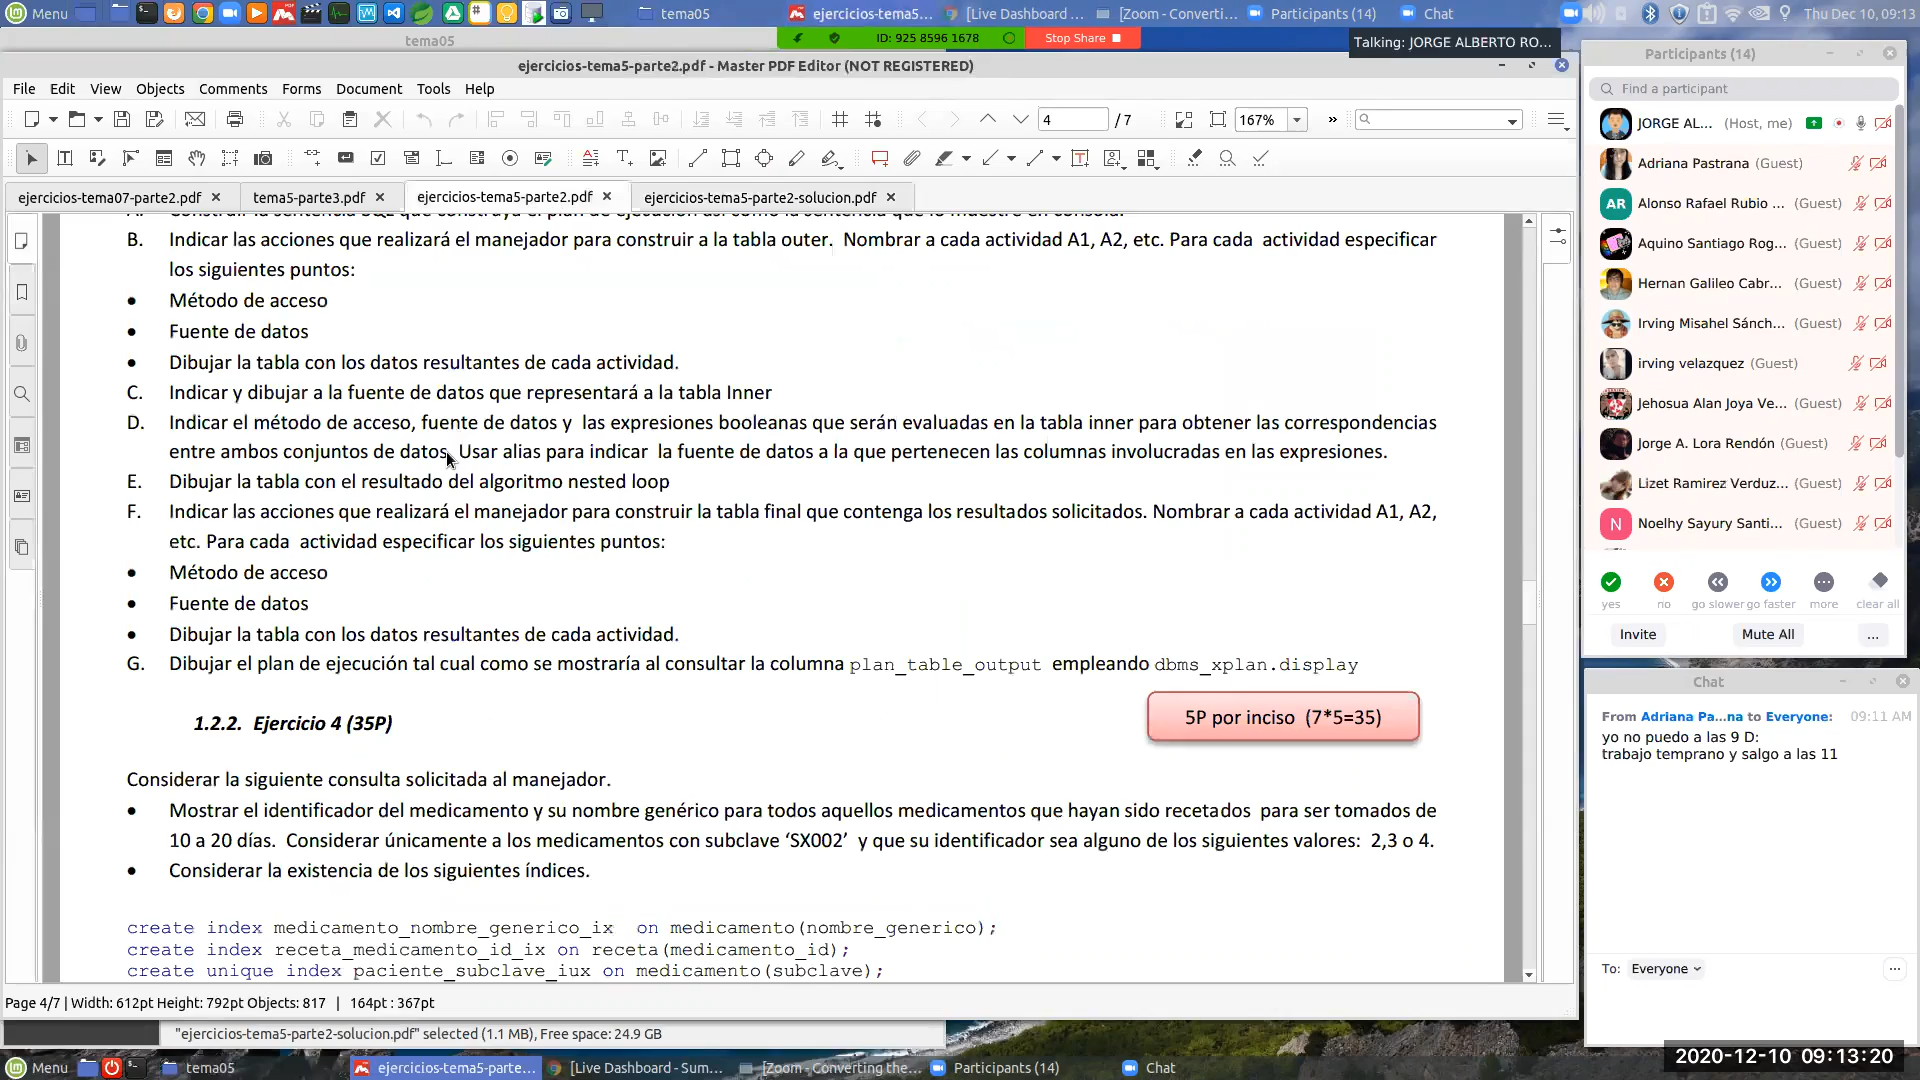 Menu
tema05
ejercicios-tema5...
[Live Dashboard ...
[Zoom - Converti...
Participants (14)
Chat
Thu Dec 10, 09:13
tema05
ID: 925 8596 1678
Stop Share
Talking: JORGE ALBERTO RO...
ejercicios-tema5-parte2.pdf - Master PDF Editor (NOT REGISTERED)
File Edit View Objects Comments Forms Document Tools Help
4 / 7
167%
ejercicios-tema07-parte2.pdf
tema5-parte3.pdf
ejercicios-tema5-parte2.pdf
ejercicios-tema5-parte2-solucion.pdf
A. Construir la sentencia SQL que construya el plan de ejecución así como la sentencia que lo muestre en consola.
B. Indicar las acciones que realizará el manejador para construir a la tabla outer. Nombrar a cada actividad A1, A2, etc. Para cada actividad especificar
los siguientes puntos:
• Método de acceso
• Fuente de datos
• Dibujar la tabla con los datos resultantes de cada actividad.
C. Indicar y dibujar a la fuente de datos que representará a la tabla Inner
D. Indicar el método de acceso, fuente de datos y las expresiones booleanas que serán evaluadas en la tabla inner para obtener las correspondencias
entre ambos conjuntos de datos. Usar alias para indicar la fuente de datos a la que pertenecen las columnas involucradas en las expresiones.
E. Dibujar la tabla con el resultado del algoritmo nested loop
F. Indicar las acciones que realizará el manejador para construir la tabla final que contenga los resultados solicitados. Nombrar a cada actividad A1, A2,
etc. Para cada actividad especificar los siguientes puntos:
• Método de acceso
• Fuente de datos
• Dibujar la tabla con los datos resultantes de cada actividad.
G. Dibujar el plan de ejecución tal cual como se mostraría al consultar la columna plan_table_output empleando dbms_xplan.display
5P por inciso (7*5=35)
1.2.2. Ejercicio 4 (35P)
Considerar la siguiente consulta solicitada al manejador.
• Mostrar el identificador del medicamento y su nombre genérico para todos aquellos medicamentos que hayan sido recetados para ser tomados de
10 a 20 días. Considerar únicamente a los medicamentos con subclave ‘SX002’ y que su identificador sea alguno de los siguientes valores: 2,3 o 4.
• Considerar la existencia de los siguientes índices.
create index medicamento_nombre_generico_ix on medicamento(nombre_generico);
create index receta_medicamento_id_ix on receta(medicamento_id);
create unique index paciente_subclave_iux on medicamento(subclave);
Page 4/7 | Width: 612pt Height: 792pt Objects: 817 | 164pt : 367pt
"ejercicios-tema5-parte2-solucion.pdf" selected (1.1 MB), Free space: 24.9 GB
Participants (14)
Find a participant
JORGE AL... (Host, me)
Adriana Pastrana (Guest)
AR Alonso Rafael Rubio ... (Guest)
Aquino Santiago Rog... (Guest)
Hernan Galileo Cabr... (Guest)
Irving Misahel Sánch... (Guest)
irving velazquez (Guest)
Jehosua Alan Joya Ve... (Guest)
Jorge A. Lora Rendón (Guest)
Lizet Ramirez Verduz... (Guest)
N Noelhy Sayury Santi... (Guest)
yes no go slower go faster more clear all
Invite Mute All ...
Chat
From Adriana Pa...na to Everyone: 09:11 AM
yo no puedo a las 9 D:
trabajo temprano y salgo a las 11
To: Everyone
Menu
tema05
ejercicios-tema5-parte...
[Live Dashboard - Sum...
[Zoom - Converting the...
Participants (14)
Chat
2020-12-10 09:13:20